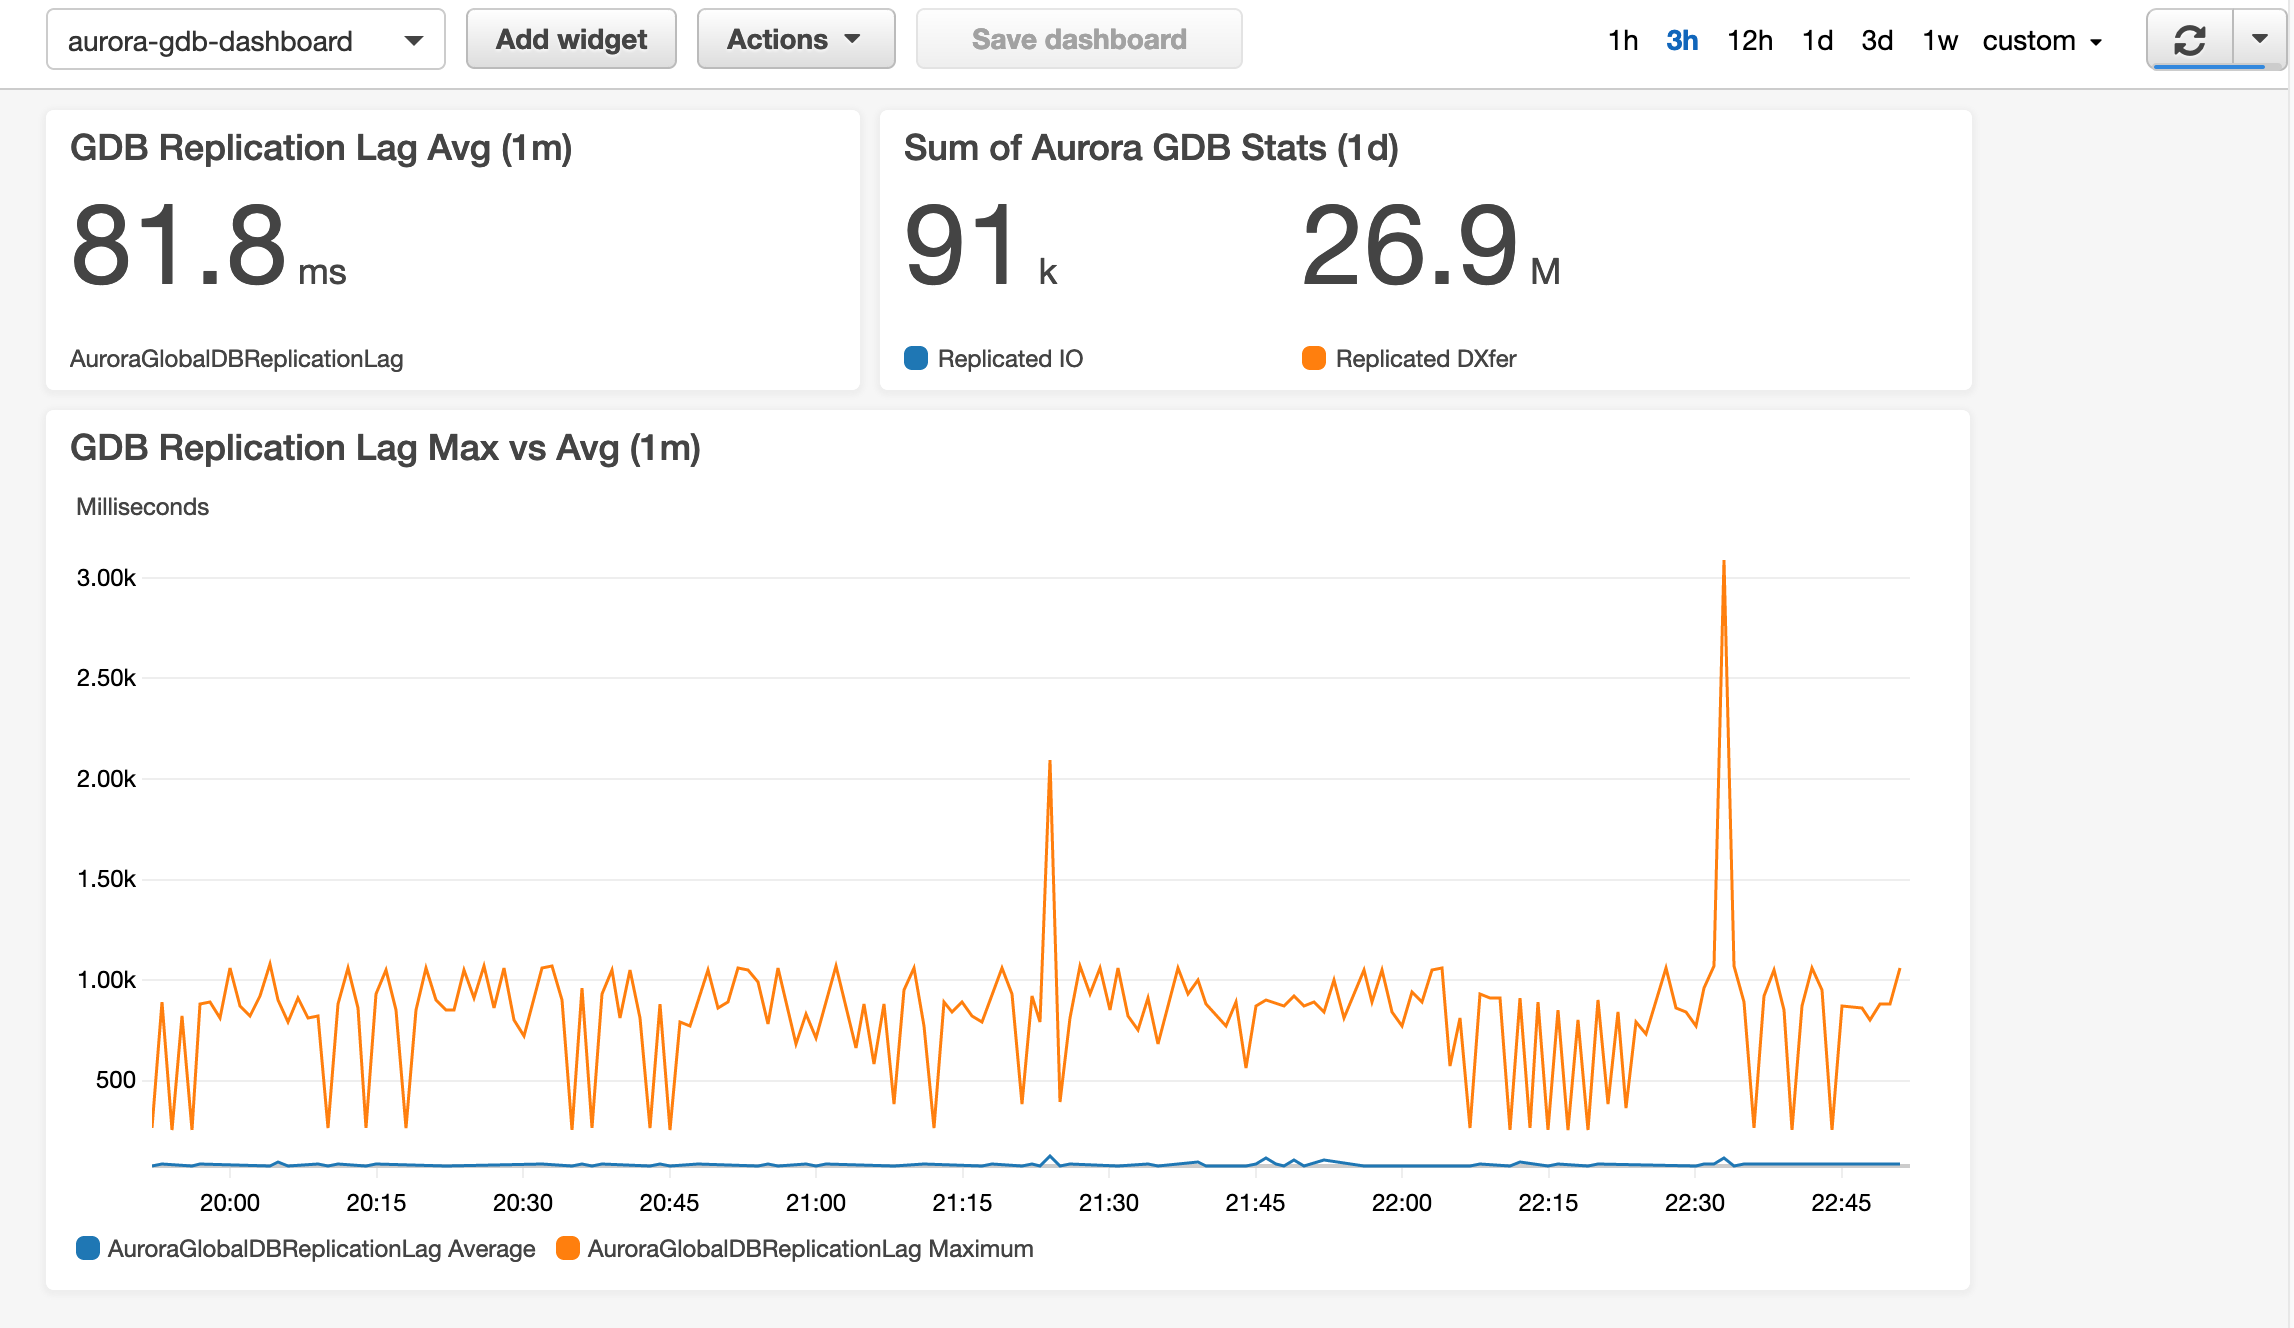 aurora-gdb-dashboard Add widget Actions Save dashboard 1h 3h 12h 1d 3d 1w custom
GDB Replication Lag Avg (1m)
81.8 ms
AuroraGlobalDBReplicationLag
Sum of Aurora GDB Stats (1d)
91 k 26.9 M
Replicated IO Replicated DXfer
GDB Replication Lag Max vs Avg (1m)
Milliseconds
3.00k
2.50k
2.00k
1.50k
1.00k
500
20:00 20:15 20:30 20:45 21:00 21:15 21:30 21:45 22:00 22:15 22:30 22:45
AuroraGlobalDBReplicationLag Average AuroraGlobalDBReplicationLag Maximum